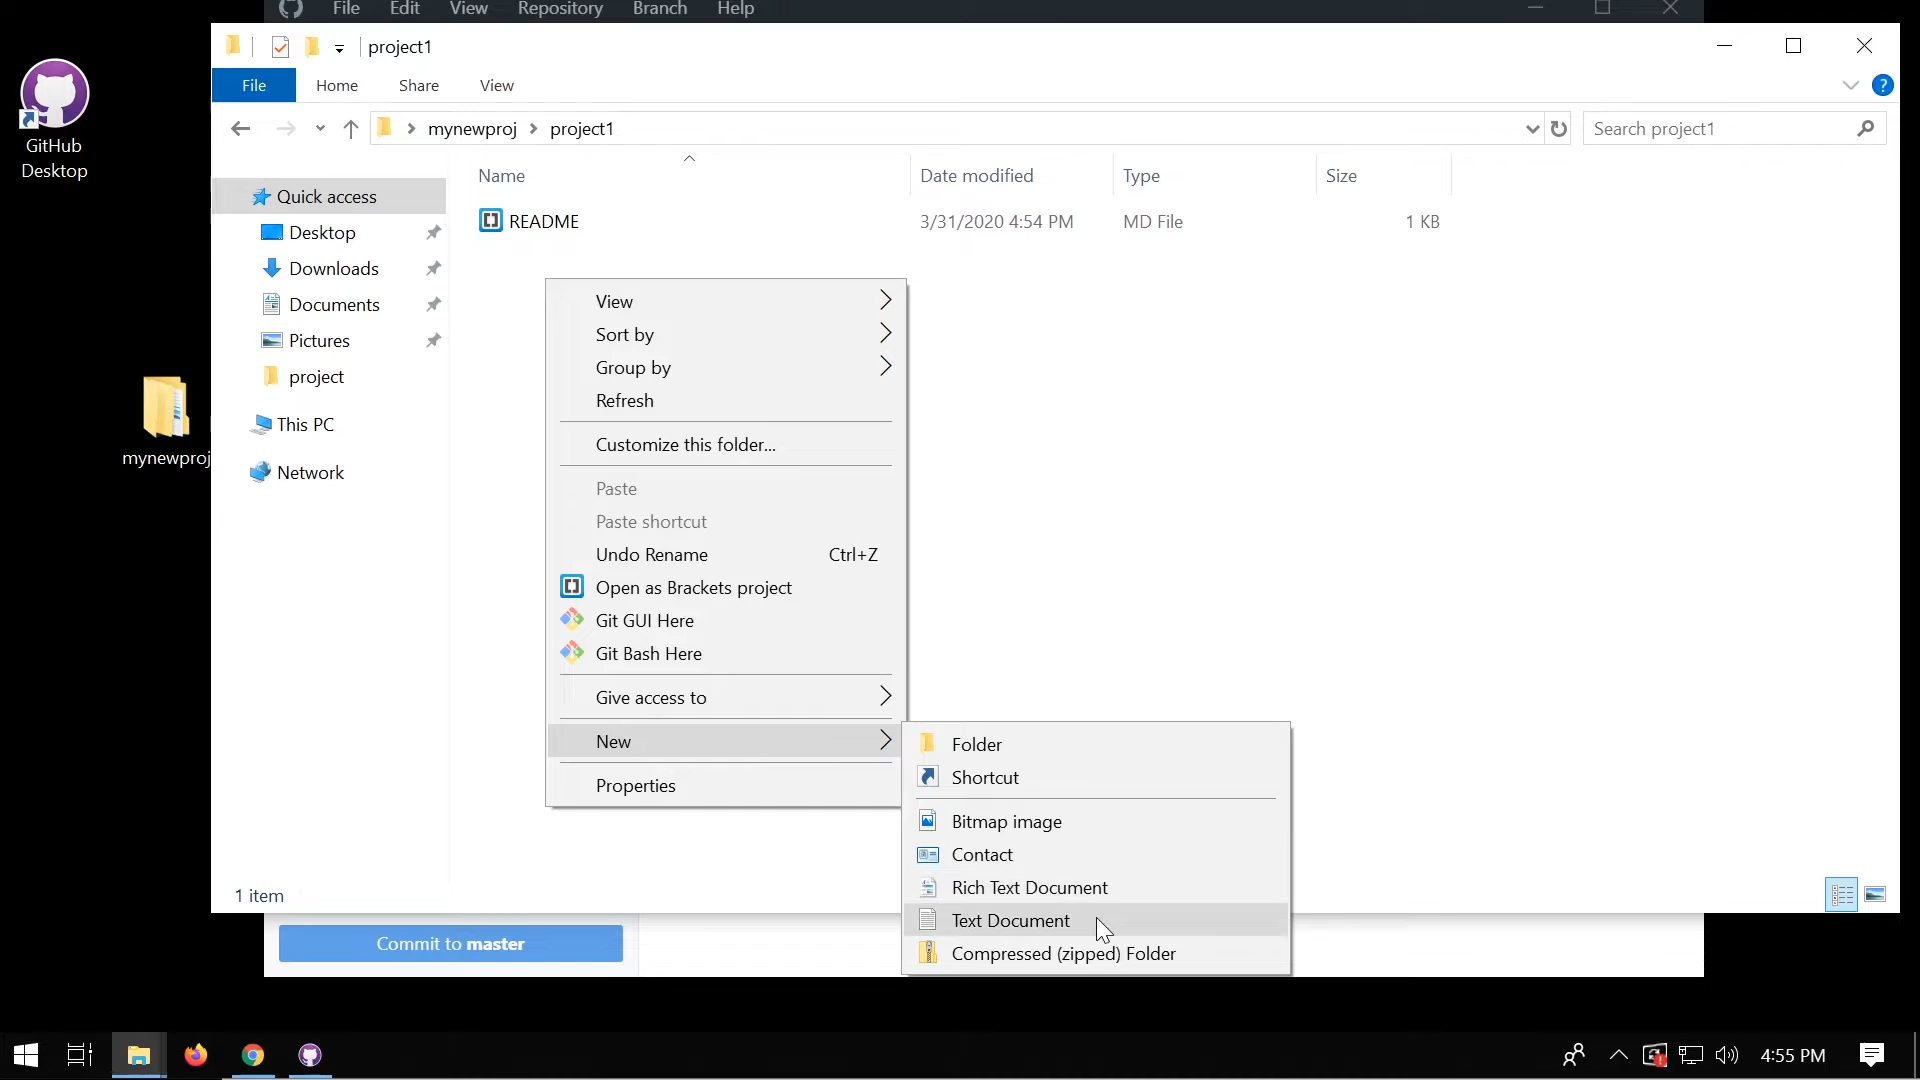 File Edit View Repository Branch Help
project1
File Home Share View
mynewproj project1
Search project1
Name Date modified Type Size
README 3/31/2020 4:54 PM MD File 1 KB
Quick access
Desktop
Downloads
Documents
Pictures
project
This PC
Network
GitHub
Desktop
mynewproj
View
Sort by
Group by
Refresh
Customize this folder...
Paste
Paste shortcut
Undo Rename Ctrl+Z
Open as Brackets project
Git GUI Here
Git Bash Here
Give access to
New
Properties
Folder
Shortcut
Bitmap image
Contact
Rich Text Document
Text Document
Compressed (zipped) Folder
1 item
Commit to master
4:55 PM